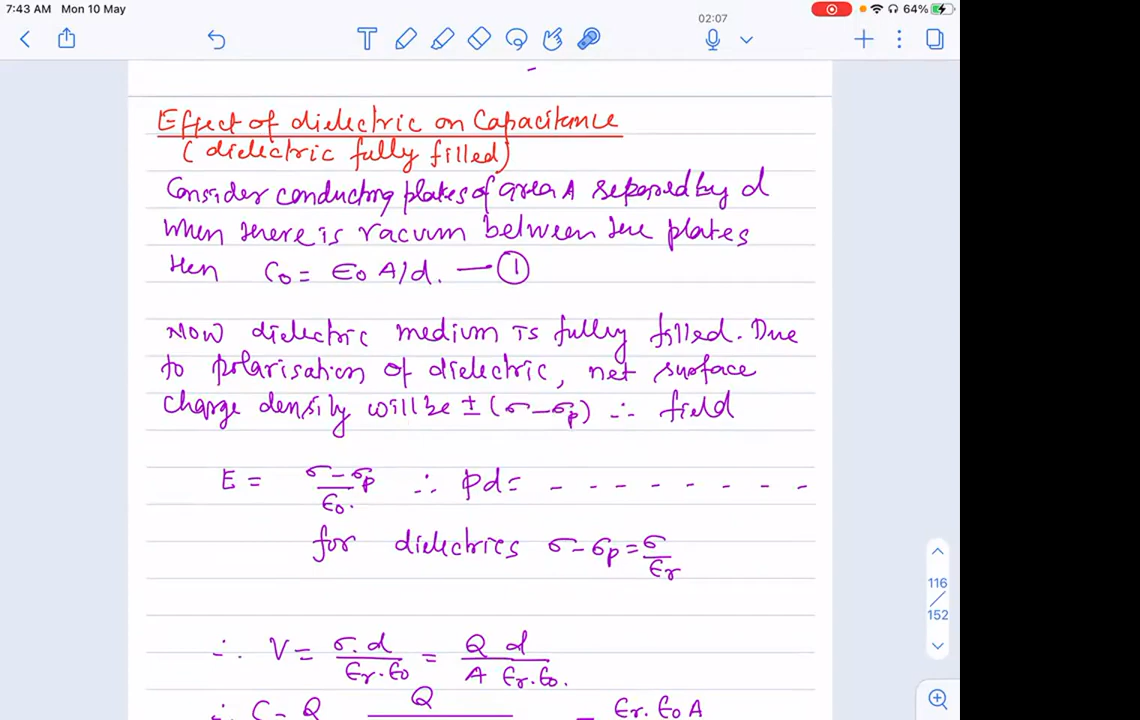 7:43 AM Mon 10 May
64%
02:07
Effect of dielectric on Capacitance
(dielectric fully filled)
Consider conducting plates of area A separed by d
When there is vacuum between the plates
then C₀ = ε₀ A/d. — ①
Now dielectric medium is fully filled. Due
to polarisation of dielectric, net surface
charge density will be ± (σ-σp) ∴ field
E = σ-σp/ε₀. ∴ pd = - - - - - - - - -
for dielectrics σ-σp = σ/εr
116
/
152
∴ V = σ.d/εr.ε₀ = Q d/A εr.ε₀.
∴ C = Q Q = εr.ε₀ A